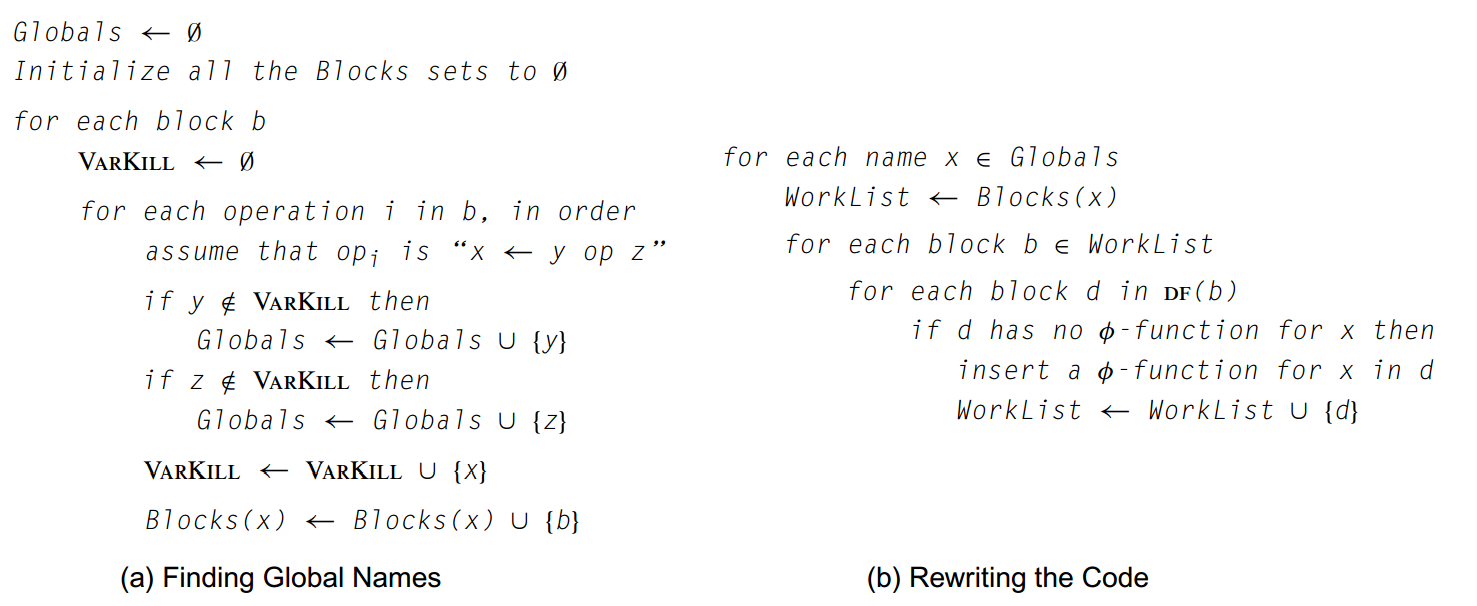 Globals ← Ø
Initialize all the Blocks sets to Ø
for each block b
VARKILL ← Ø
for each operation i in b, in order
assume that opᵢ is “x ← y op z”
if y ∉ VARKILL then
Globals ← Globals ∪ {y}
if z ∉ VARKILL then
Globals ← Globals ∪ {z}
VARKILL ← VARKILL ∪ {x}
Blocks(x) ← Blocks(x) ∪ {b}
(a) Finding Global Names
for each name x ∈ Globals
WorkList ← Blocks(x)
for each block b ∈ WorkList
for each block d in DF(b)
if d has no ϕ-function for x then
insert a ϕ-function for x in d
WorkList ← WorkList ∪ {d}
(b) Rewriting the Code